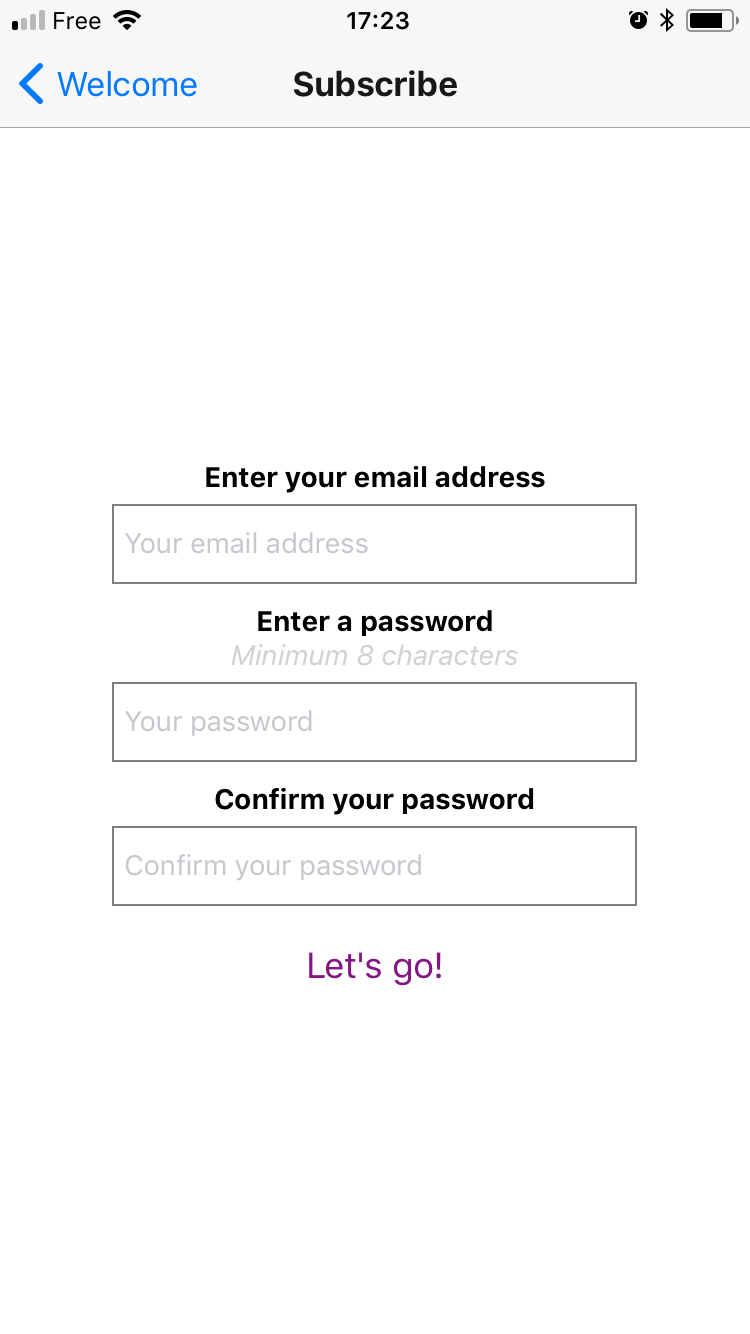 Free 17:23
Welcome Subscribe
Enter your email address
Your email address
Enter a password
Minimum 8 characters
Your password
Confirm your password
Confirm your password
Let's go!